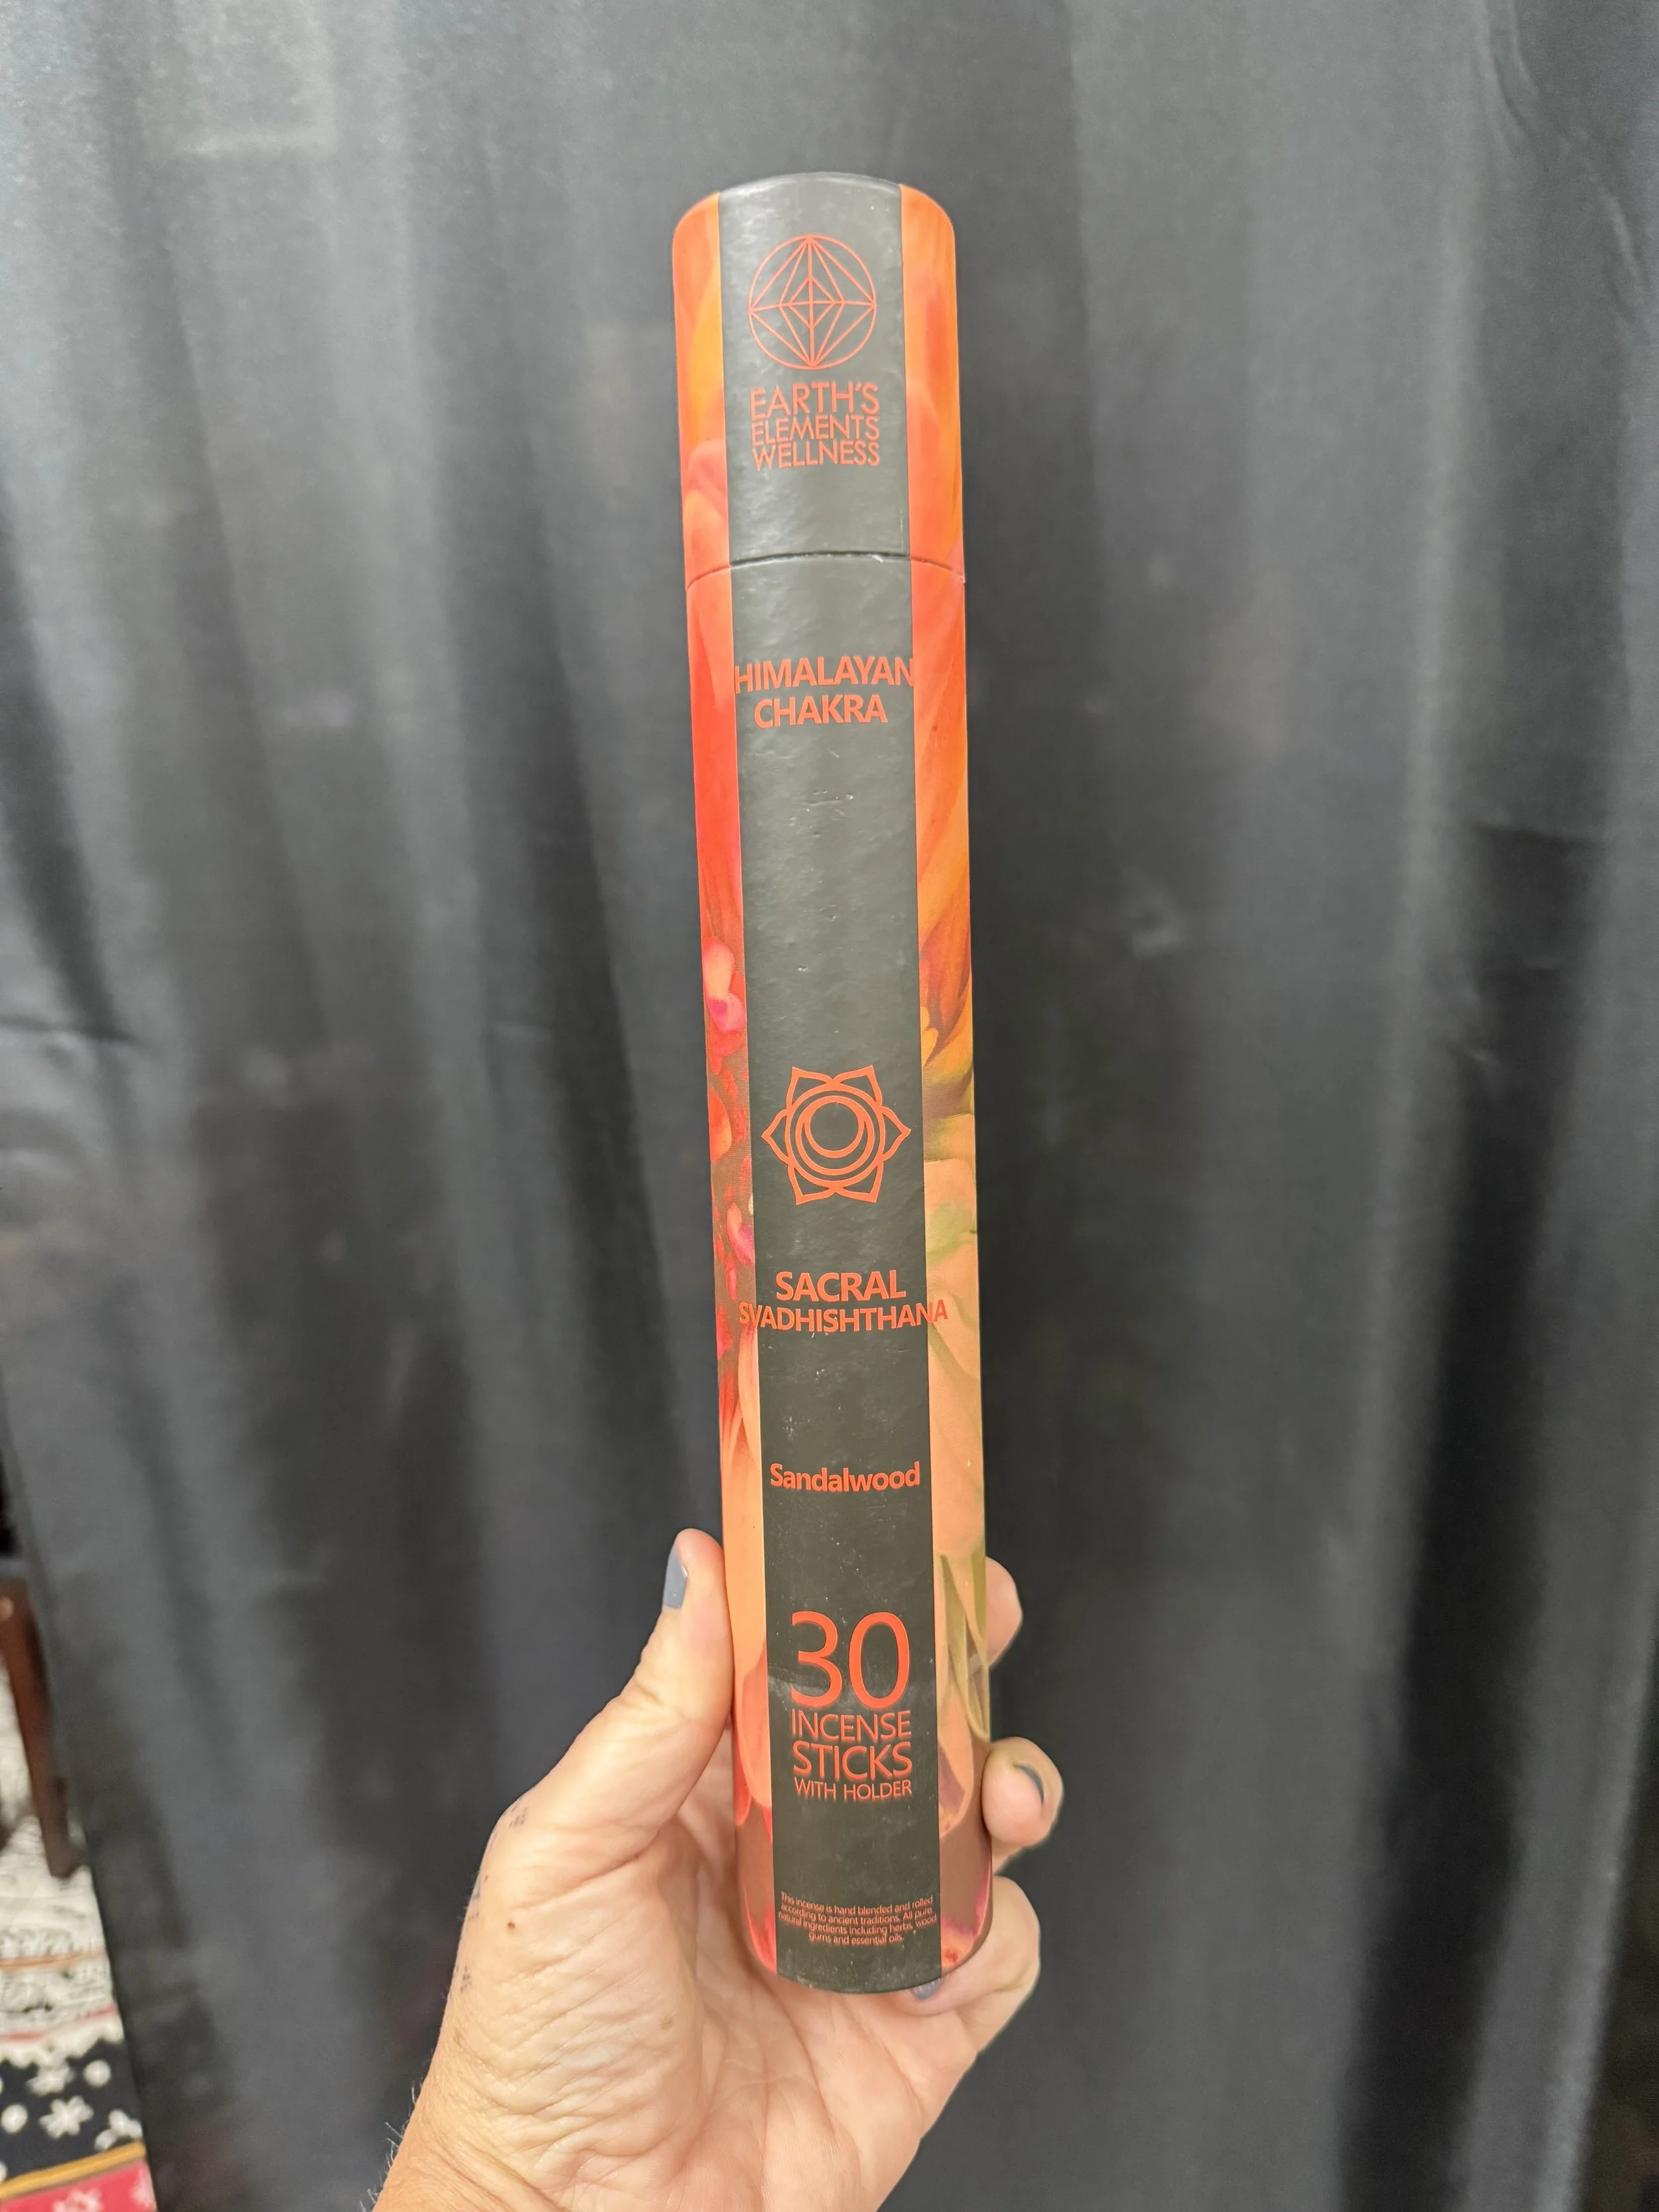 EARTH'S
ELEMENTS
WELLNESS
HIMALAYAN
CHAKRA
SACRAL
SVADHISHTHANA
Sandalwood
30
INCENSE
STICKS
WITH HOLDER
This incense is hand blended and rolled
according to ancient traditions. All pure
natural ingredients including herbs, wood
gums and essential oils.